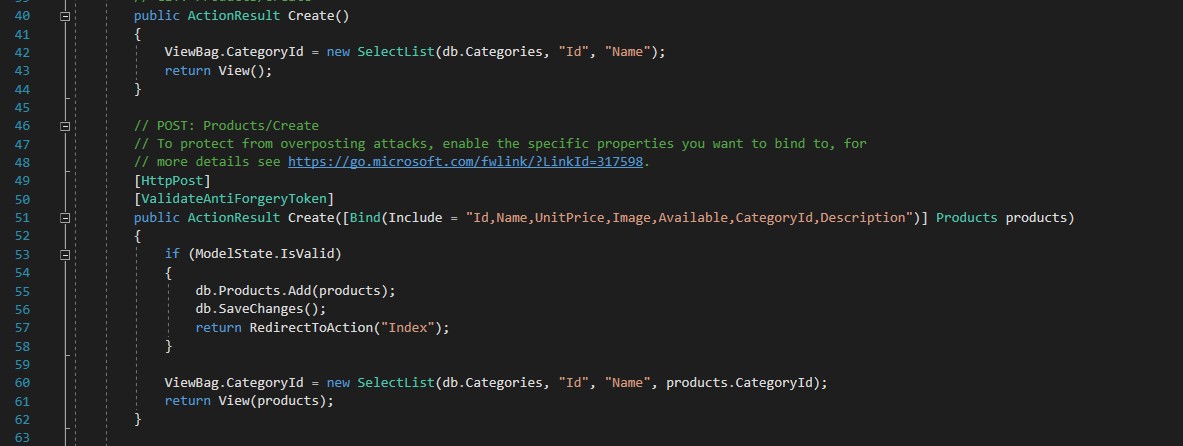 40 public ActionResult Create()
41 {
42 ViewBag.CategoryId = new SelectList(db.Categories, "Id", "Name");
43 return View();
44 }
45
46 // POST: Products/Create
47 // To protect from overposting attacks, enable the specific properties you want to bind to, for
48 // more details see https://go.microsoft.com/fwlink/?LinkId=317598.
49 [HttpPost]
50 [ValidateAntiForgeryToken]
51 public ActionResult Create([Bind(Include = "Id,Name,UnitPrice,Image,Available,CategoryId,Description")] Products products)
52 {
53 if (ModelState.IsValid)
54 {
55 db.Products.Add(products);
56 db.SaveChanges();
57 return RedirectToAction("Index");
58 }
59
60 ViewBag.CategoryId = new SelectList(db.Categories, "Id", "Name", products.CategoryId);
61 return View(products);
62 }
63